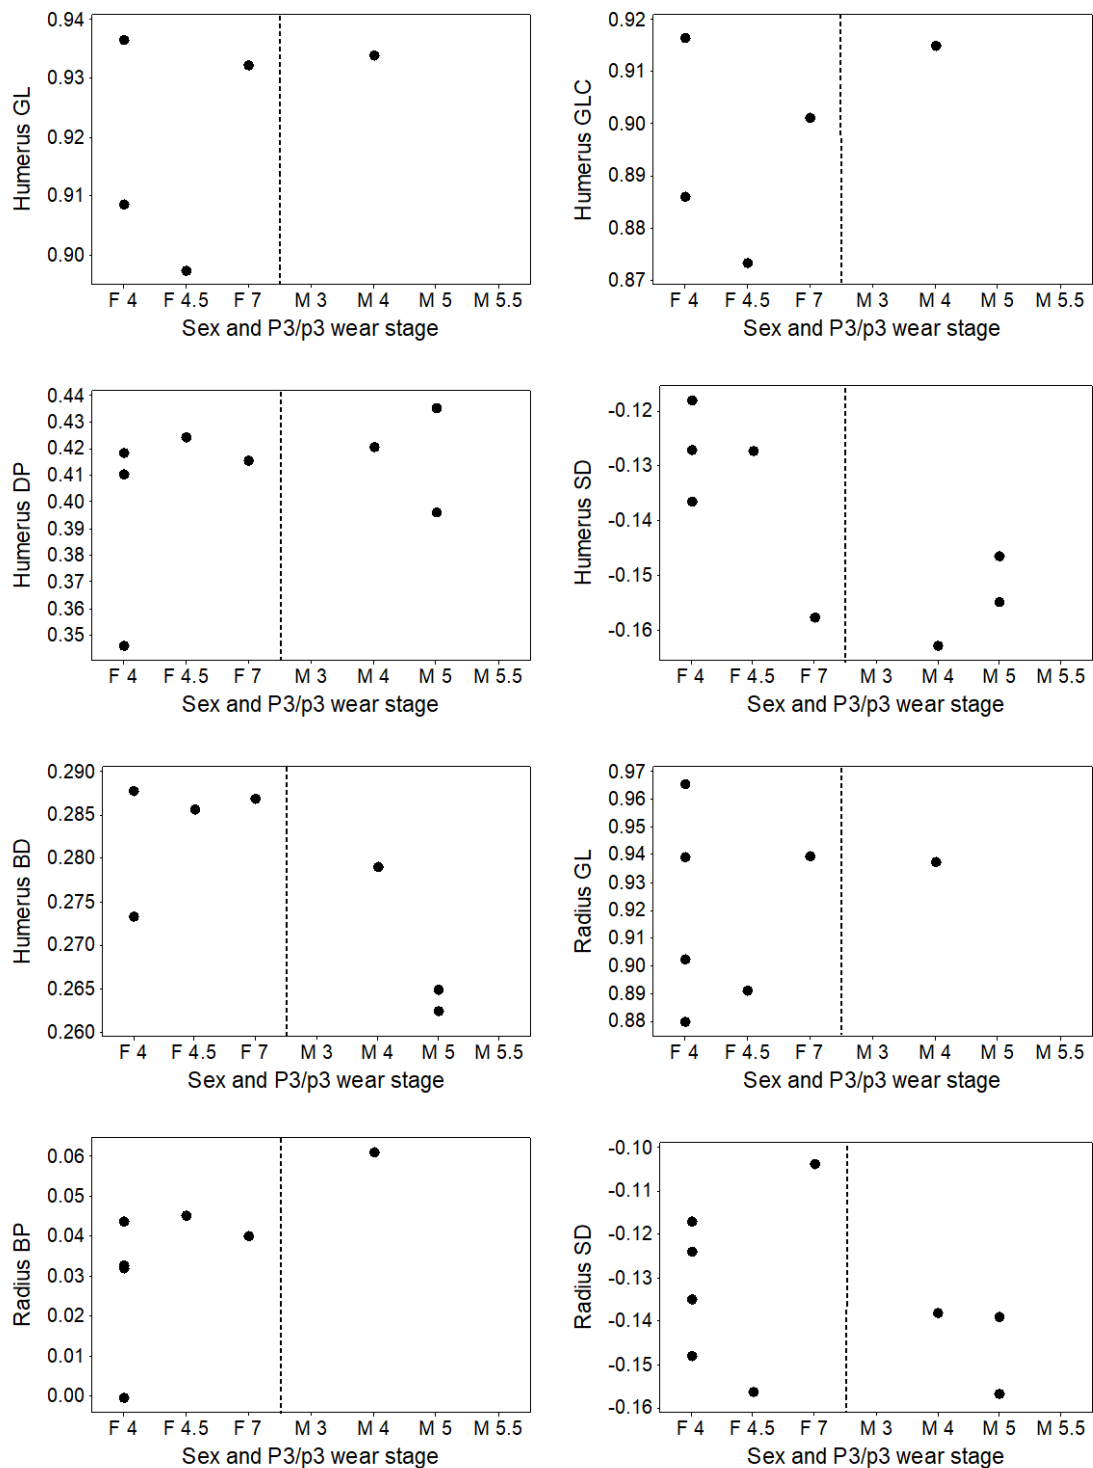 Humerus GL
0.94
0.93
0.92
0.91
0.90
F 4 F 4.5 F 7 M 3 M 4 M 5 M 5.5
Sex and P3/p3 wear stage
Humerus GLC
0.92
0.91
0.90
0.89
0.88
0.87
F 4 F 4.5 F 7 M 3 M 4 M 5 M 5.5
Sex and P3/p3 wear stage
Humerus DP
0.44
0.43
0.42
0.41
0.40
0.39
0.38
0.37
0.36
0.35
F 4 F 4.5 F 7 M 3 M 4 M 5 M 5.5
Sex and P3/p3 wear stage
Humerus SD
-0.12
-0.13
-0.14
-0.15
-0.16
F 4 F 4.5 F 7 M 3 M 4 M 5 M 5.5
Sex and P3/p3 wear stage
Humerus BD
0.290
0.285
0.280
0.275
0.270
0.265
0.260
F 4 F 4.5 F 7 M 3 M 4 M 5 M 5.5
Sex and P3/p3 wear stage
Radius GL
0.97
0.96
0.95
0.94
0.93
0.92
0.91
0.90
0.89
0.88
F 4 F 4.5 F 7 M 3 M 4 M 5 M 5.5
Sex and P3/p3 wear stage
Radius BP
0.06
0.05
0.04
0.03
0.02
0.01
0.00
F 4 F 4.5 F 7 M 3 M 4 M 5 M 5.5
Sex and P3/p3 wear stage
Radius SD
-0.10
-0.11
-0.12
-0.13
-0.14
-0.15
-0.16
F 4 F 4.5 F 7 M 3 M 4 M 5 M 5.5
Sex and P3/p3 wear stage